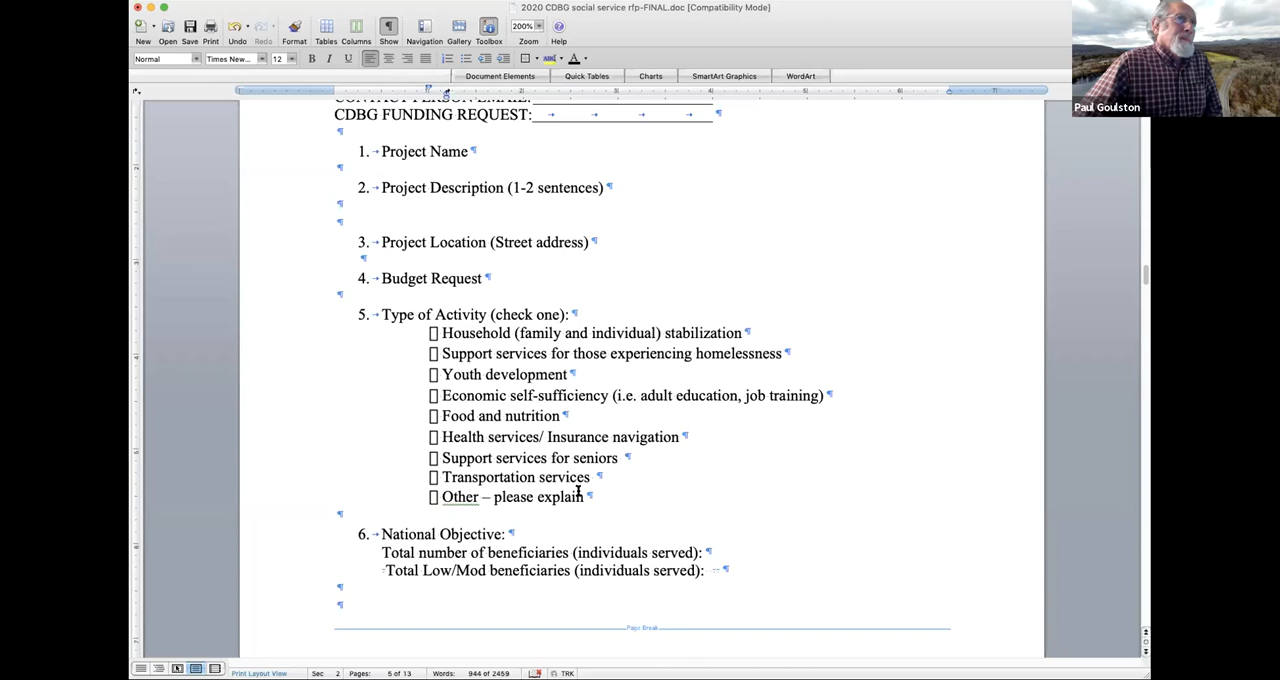 2020 CDBG social service rfp-FINAL.doc [Compatibility Mode]
New Open Save Print Undo Redo Format Tables Columns Show Navigation Gallery Toolbox Zoom Help
200%
Normal Times New... 12 B I U
Document Elements Quick Tables Charts SmartArt Graphics WordArt
Paul Goulston
CONTACT PERSON EMAIL:
CDBG FUNDING REQUEST:
1. Project Name
2. Project Description (1-2 sentences)
3. Project Location (Street address)
4. Budget Request
5. Type of Activity (check one):
Household (family and individual) stabilization
Support services for those experiencing homelessness
Youth development
Economic self-sufficiency (i.e. adult education, job training)
Food and nutrition
Health services/ Insurance navigation
Support services for seniors
Transportation services
Other – please explain
6. National Objective:
Total number of beneficiaries (individuals served):
Total Low/Mod beneficiaries (individuals served):
Page Break
Print Layout View Sec 2 Pages: 5 of 13 Words: 944 of 2459 TRK